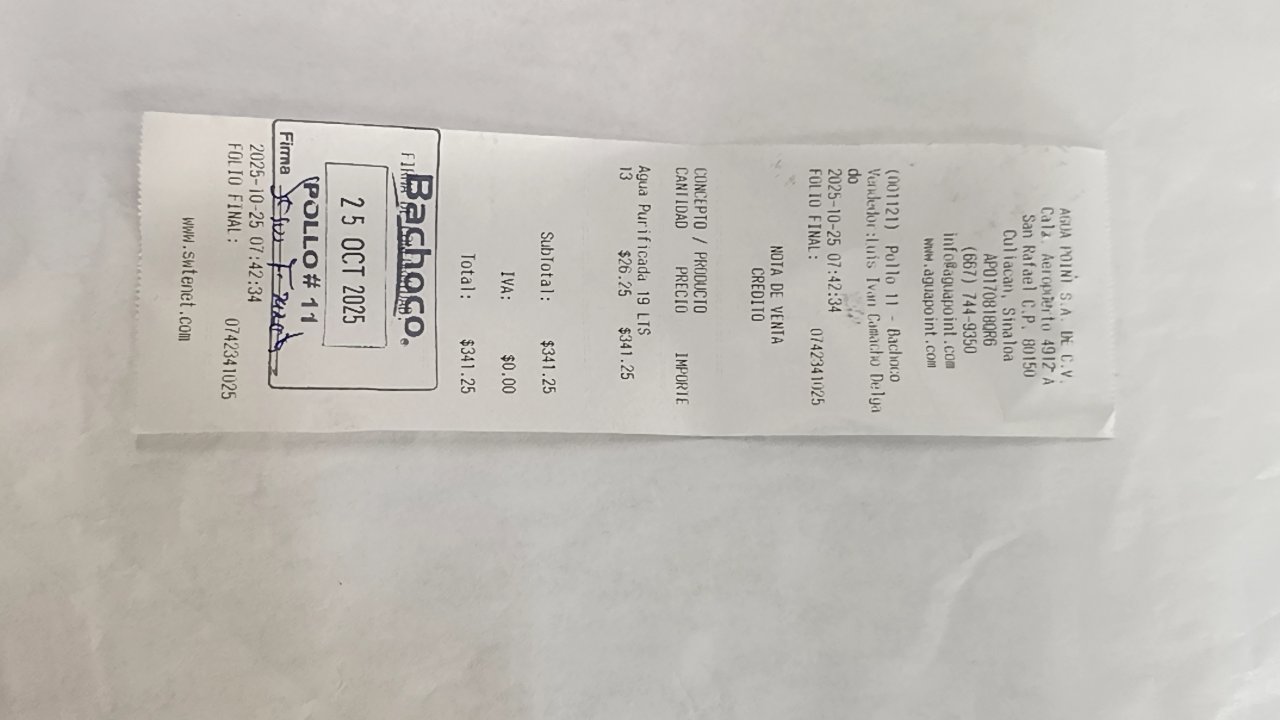 AGUA POINT S.A. DE C.V.
Calz. Aeropuerto 4912 A
San Rafael C.P. 80150
Culiacan, Sinaloa
APO170818QR6
(667) 744-9350
info@aguapoint.com
www.aguapoint.com
(001121) Pollo 11 - Bachoco
Vendedor:Luis Ivan Camacho Delga
do
2025-10-25 07:42:34
FOLIO FINAL: 0742341025
NOTA DE VENTA
CREDITO
CONCEPTO / PRODUCTO
CANTIDAD PRECIO IMPORTE
Agua Purificada 19 LTS
13 $26.25 $341.25
SubTotal: $341.25
IVA: $0.00
Total: $341.25
Bachoco.
25 OCT 2025
POLLO # 11
Firma
2025-10-25 07:42:34
FOLIO FINAL: 0742341025
www.swtenet.com